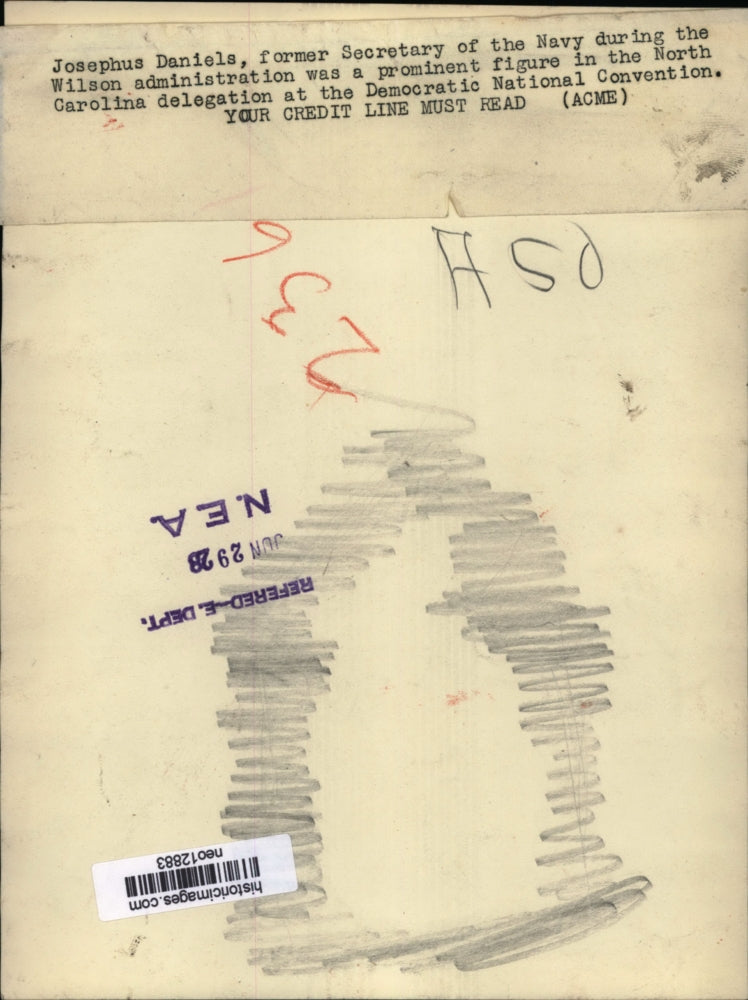 Josephus Daniels, former Secretary of the Navy during the
Wilson administration was a prominent figure in the North
Carolina delegation at the Democratic National Convention.
YOUR CREDIT LINE MUST READ (ACME)
N.E.A.
JUN 29 28
REFERED-E. DEPT.
historicimages.com
neo12883